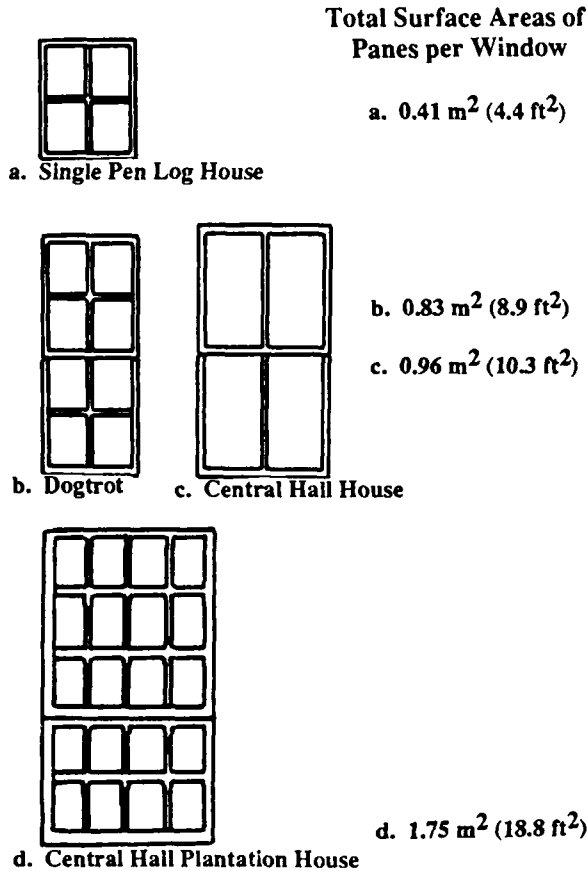 Total Surface Areas of
Panes per Window
a. 0.41 m2 (4.4 ft2)
a. Single Pen Log House
b. 0.83 m2 (8.9 ft2)
c. 0.96 m2 (10.3 ft2)
b. Dogtrot
c. Central Hall House
d. 1.75 m2 (18.8 ft2)
d. Central Hall Plantation House